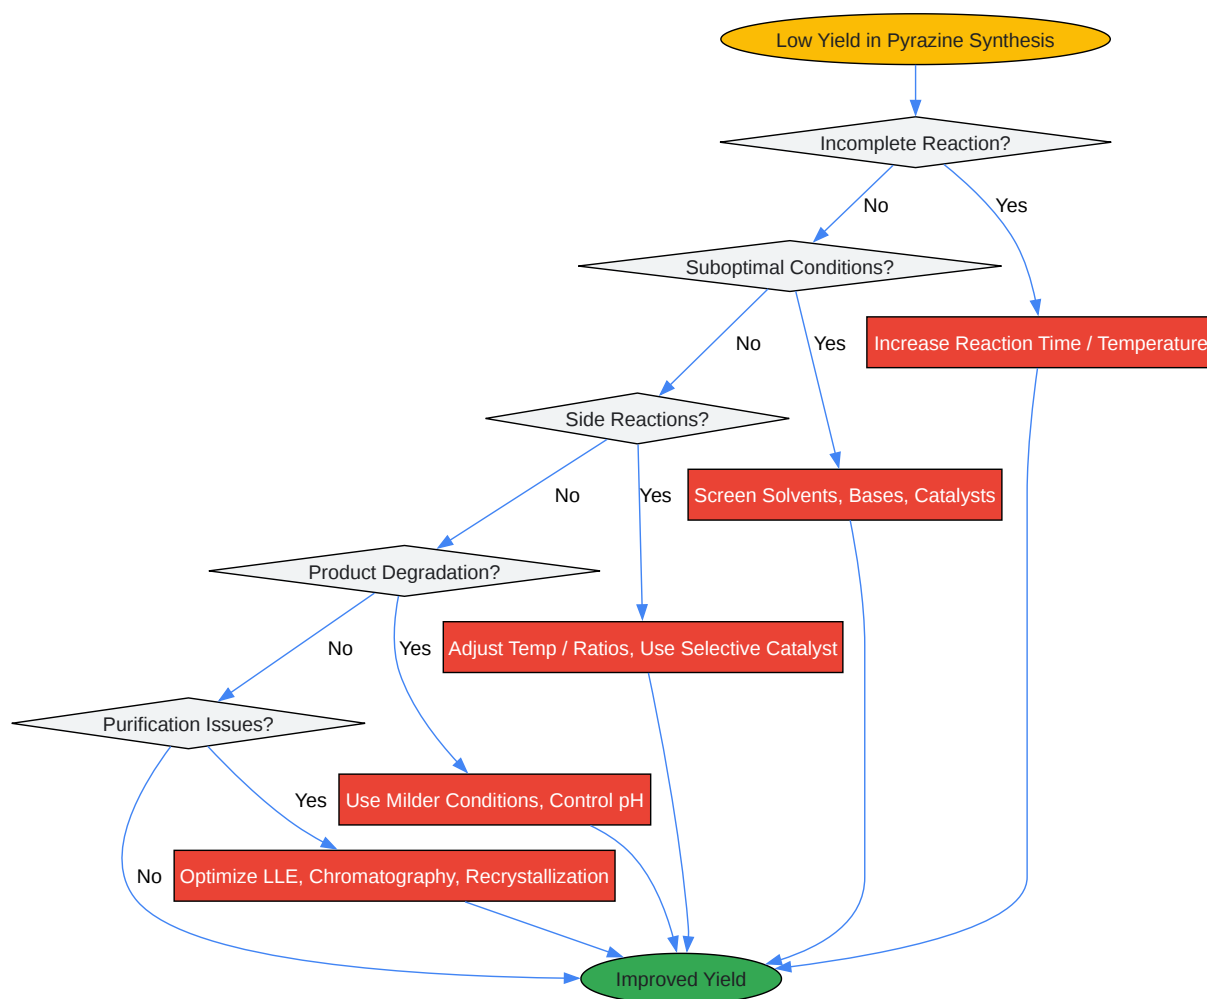 Low Yield in Pyrazine Synthesis
Incomplete Reaction?
No
Yes
Suboptimal Conditions?
No
Yes
Increase Reaction Time / Temperature
Side Reactions?
No
Yes
Screen Solvents, Bases, Catalysts
Product Degradation?
No
Yes
Adjust Temp / Ratios, Use Selective Catalyst
Purification Issues?
Yes
Use Milder Conditions, Control pH
No
Optimize LLE, Chromatography, Recrystallization
Improved Yield